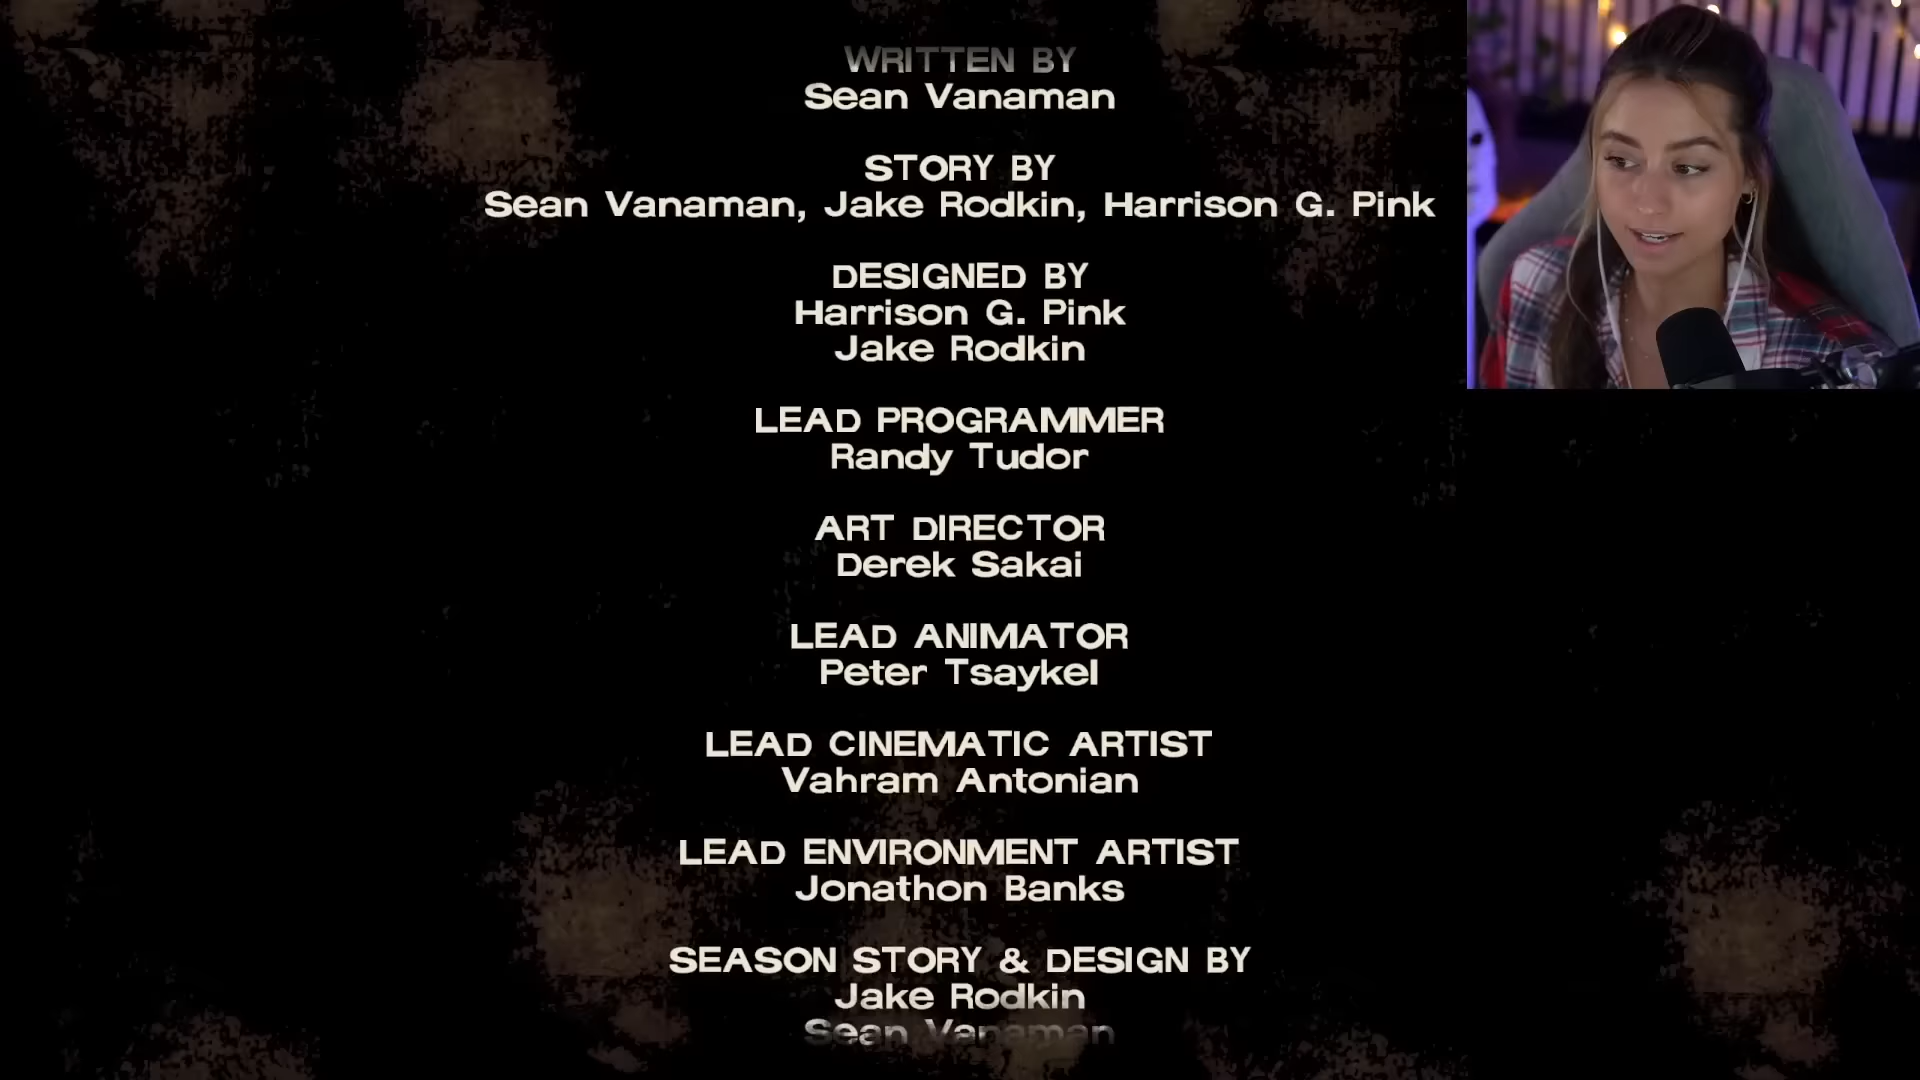 WRITTEN BY
Sean Vanaman
STORY BY
Sean Vanaman, Jake Rodkin, Harrison G. Pink
DESIGNED BY
Harrison G. Pink
Jake Rodkin
LEAD PROGRAMMER
Randy Tudor
ART DIRECTOR
Derek Sakai
LEAD ANIMATOR
Peter Tsaykel
LEAD CINEMATIC ARTIST
Vahram Antonian
LEAD ENVIRONMENT ARTIST
Jonathon Banks
SEASON STORY & DESIGN BY
Jake Rodkin
Sean Vanaman